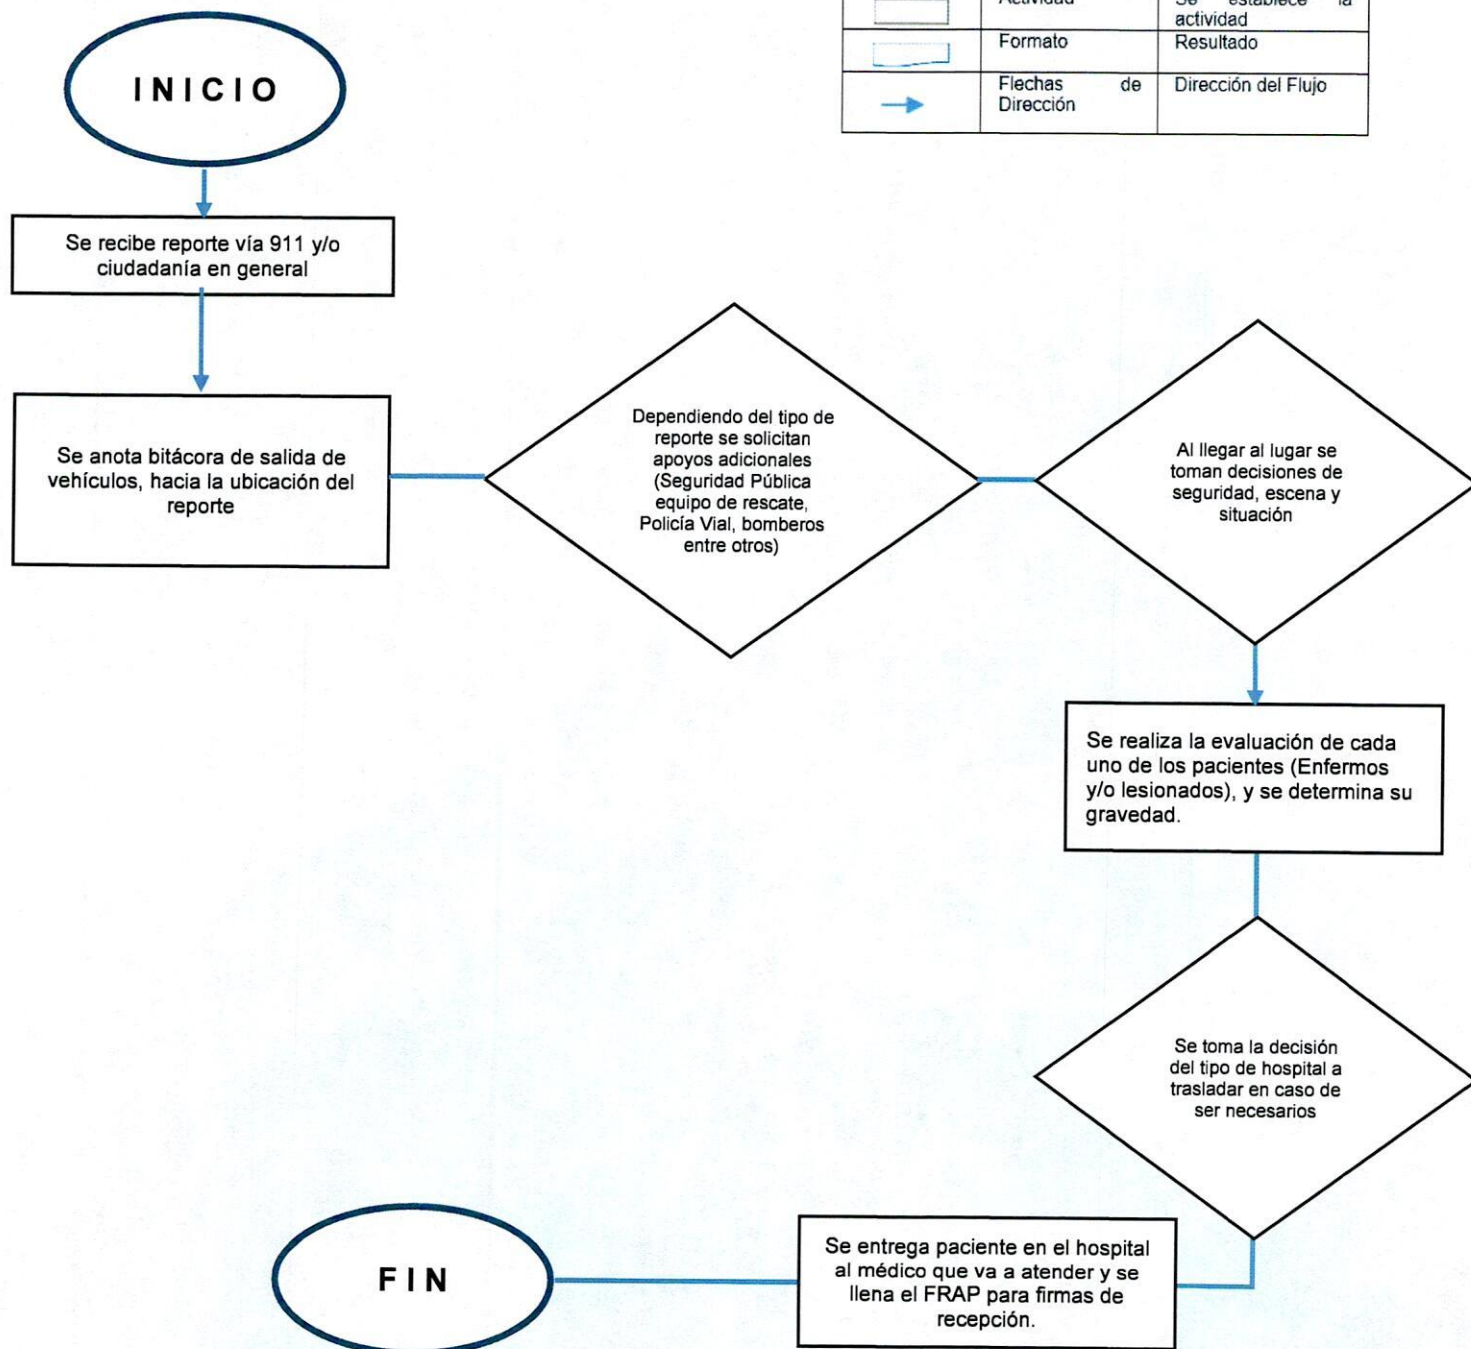 INICIO
Actividad
Se establece la
actividad
Formato
Resultado
Flechas de
Dirección
Dirección del Flujo
Se recibe reporte vía 911 y/o
ciudadanía en general
Se anota bitácora de salida de
vehículos, hacia la ubicación del
reporte
Dependiendo del tipo de
reporte se solicitan
apoyos adicionales
(Seguridad Pública
equipo de rescate,
Policía Vial, bomberos
entre otros)
Al llegar al lugar se
toman decisiones de
seguridad, escena y
situación
Se realiza la evaluación de cada
uno de los pacientes (Enfermos
y/o lesionados), y se determina su
gravedad.
Se toma la decisión
del tipo de hospital a
trasladar en caso de
ser necesarios
Se entrega paciente en el hospital
al médico que va a atender y se
llena el FRAP para firmas de
recepción.
FIN